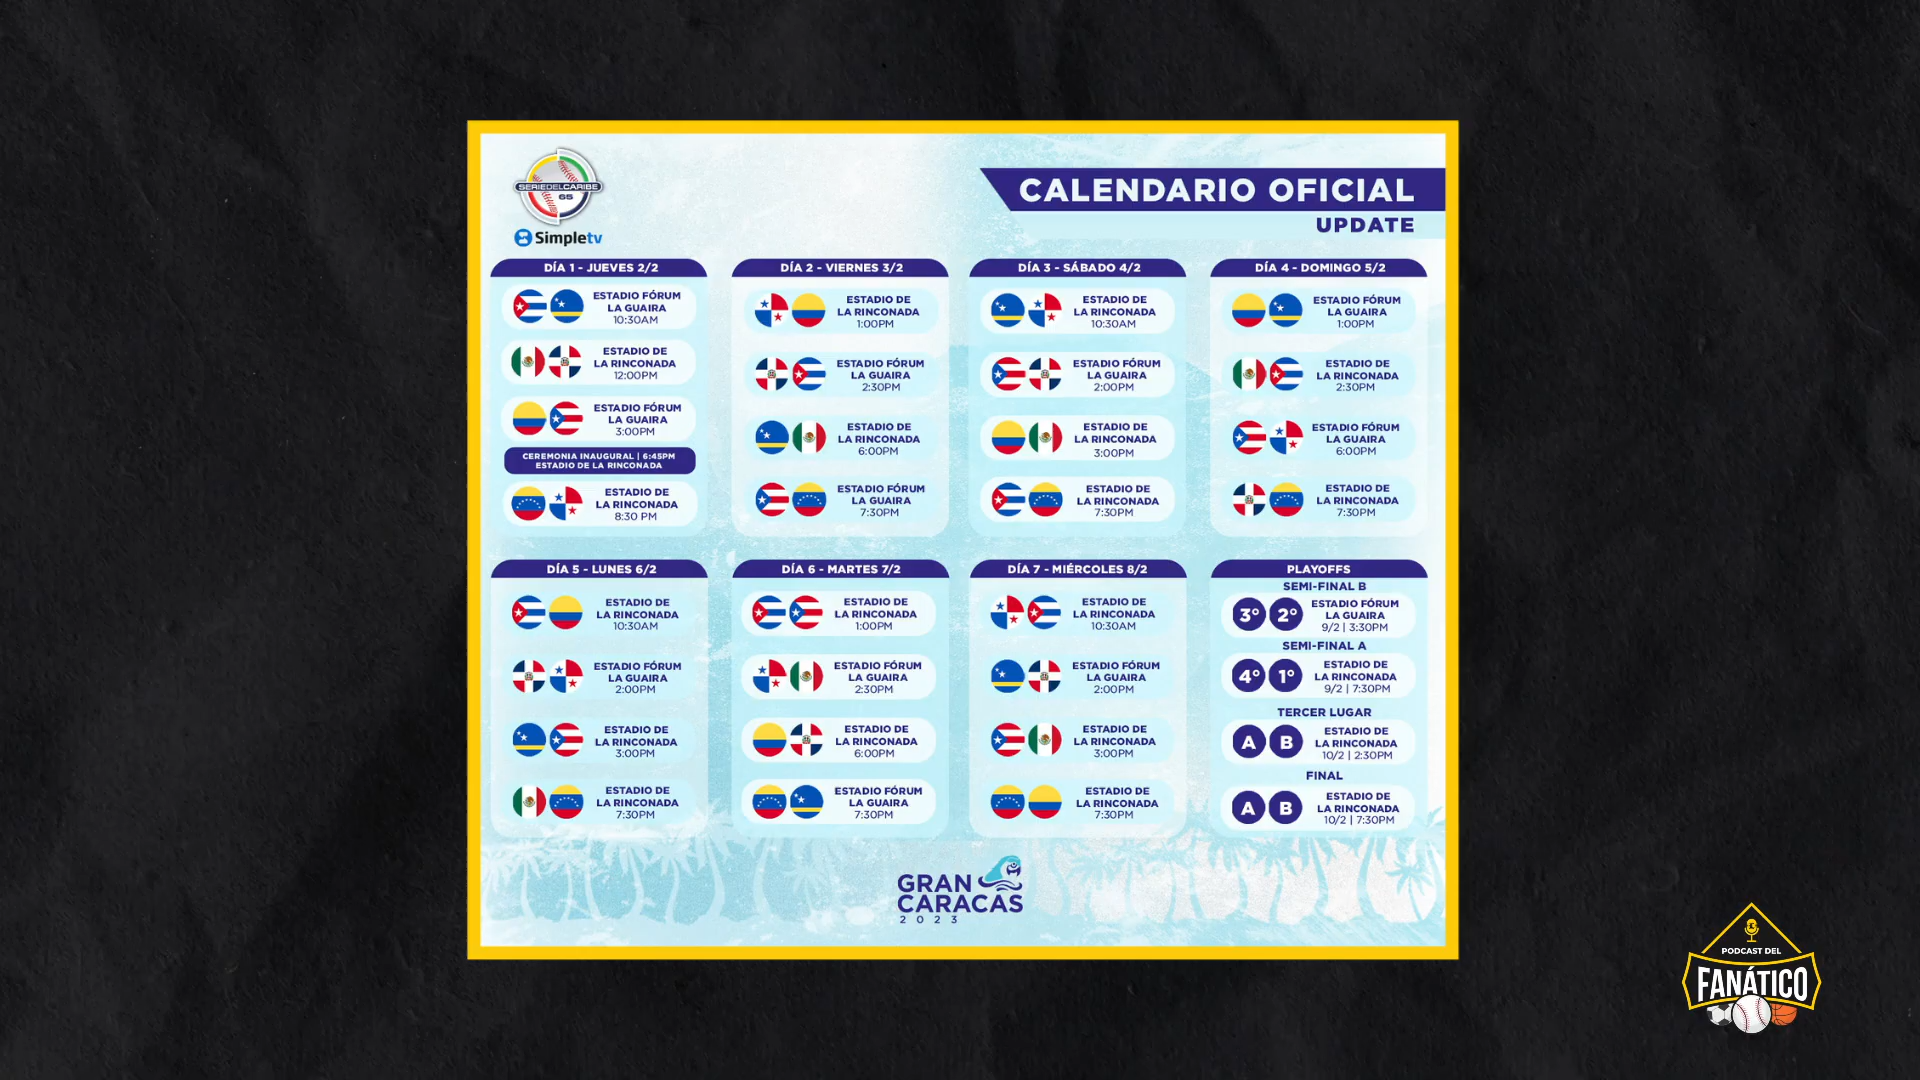 SERIEDELCARIBE
65
Simpletv
CALENDARIO OFICIAL
UPDATE
DÍA 1 - JUEVES 2/2
ESTADIO FÓRUM
LA GUAIRA
10:30AM
ESTADIO DE
LA RINCONADA
12:00PM
ESTADIO FÓRUM
LA GUAIRA
3:00PM
CEREMONIA INAUGURAL | 6:45PM
ESTADIO DE LA RINCONADA
ESTADIO DE
LA RINCONADA
8:30 PM
DÍA 2 - VIERNES 3/2
ESTADIO DE
LA RINCONADA
1:00PM
ESTADIO FÓRUM
LA GUAIRA
2:30PM
ESTADIO DE
LA RINCONADA
6:00PM
ESTADIO FÓRUM
LA GUAIRA
7:30PM
DÍA 3 - SÁBADO 4/2
ESTADIO DE
LA RINCONADA
10:30AM
ESTADIO FÓRUM
LA GUAIRA
2:00PM
ESTADIO DE
LA RINCONADA
3:00PM
ESTADIO DE
LA RINCONADA
7:30PM
DÍA 4 - DOMINGO 5/2
ESTADIO FÓRUM
LA GUAIRA
1:00PM
ESTADIO DE
LA RINCONADA
2:30PM
ESTADIO FÓRUM
LA GUAIRA
6:00PM
ESTADIO DE
LA RINCONADA
7:30PM
DÍA 5 - LUNES 6/2
ESTADIO DE
LA RINCONADA
10:30AM
ESTADIO FÓRUM
LA GUAIRA
2:00PM
ESTADIO DE
LA RINCONADA
3:00PM
ESTADIO DE
LA RINCONADA
7:30PM
DÍA 6 - MARTES 7/2
ESTADIO DE
LA RINCONADA
1:00PM
ESTADIO FÓRUM
LA GUAIRA
2:30PM
ESTADIO DE
LA RINCONADA
6:00PM
ESTADIO FÓRUM
LA GUAIRA
7:30PM
DÍA 7 - MIÉRCOLES 8/2
ESTADIO DE
LA RINCONADA
10:30AM
ESTADIO FÓRUM
LA GUAIRA
2:00PM
ESTADIO DE
LA RINCONADA
3:00PM
ESTADIO DE
LA RINCONADA
7:30PM
PLAYOFFS
SEMI-FINAL B
3° 2°
ESTADIO FÓRUM
LA GUAIRA
9/2 | 3:30PM
SEMI-FINAL A
4° 1°
ESTADIO DE
LA RINCONADA
9/2 | 7:30PM
TERCER LUGAR
A B
ESTADIO DE
LA RINCONADA
10/2 | 2:30PM
FINAL
A B
ESTADIO DE
LA RINCONADA
10/2 | 7:30PM
GRAN
CARACAS
2023
PODCAST DEL
FANÁTICO